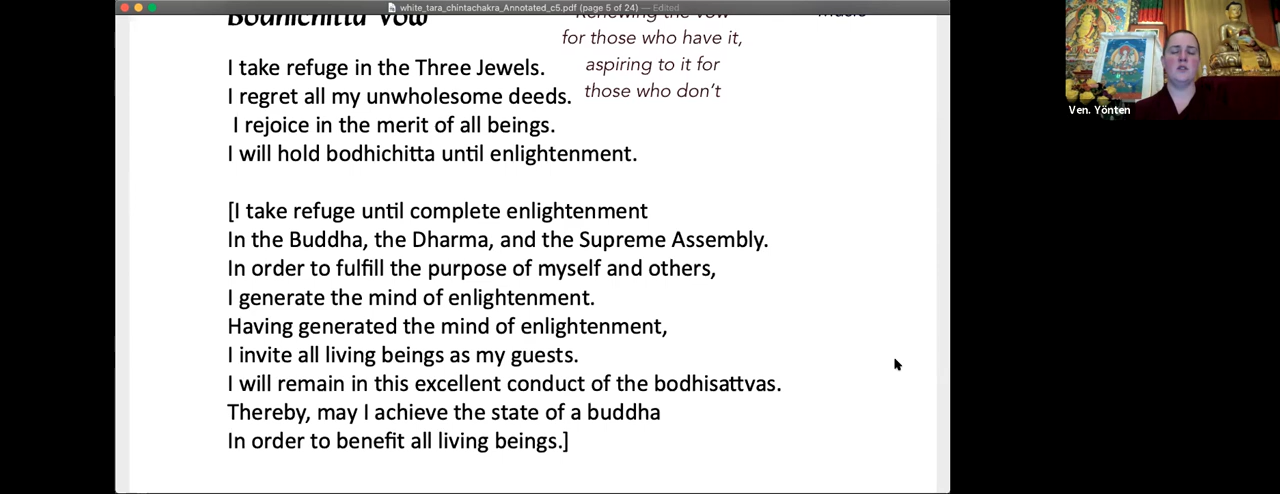 white_tara_chintachakra_Annotated_c5.pdf (page 5 of 24) — Edited
Bodhichitta Vow
Renewing the vow
for those who have it,
aspiring to it for
those who don't
music
I take refuge in the Three Jewels.
I regret all my unwholesome deeds.
I rejoice in the merit of all beings.
I will hold bodhichitta until enlightenment.
[I take refuge until complete enlightenment
In the Buddha, the Dharma, and the Supreme Assembly.
In order to fulfill the purpose of myself and others,
I generate the mind of enlightenment.
Having generated the mind of enlightenment,
I invite all living beings as my guests.
I will remain in this excellent conduct of the bodhisattvas.
Thereby, may I achieve the state of a buddha
In order to benefit all living beings.]
Ven. Yönten